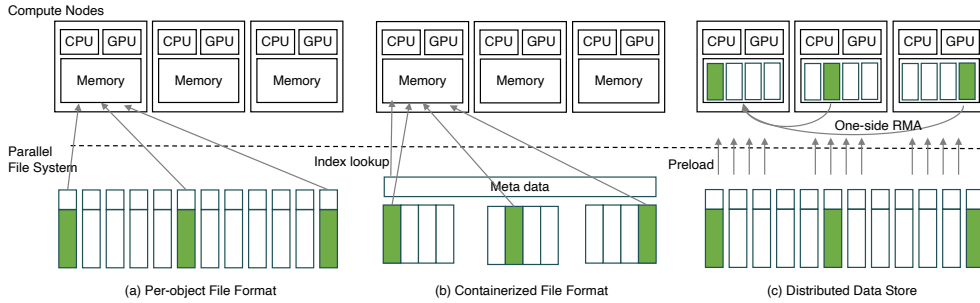 Compute Nodes
CPU GPU CPU GPU CPU GPU CPU GPU CPU GPU CPU GPU CPU GPU CPU GPU CPU GPU
Memory Memory Memory Memory Memory Memory
One-side RMA
Parallel
File System
Index lookup
Preload
Meta data
(a) Per-object File Format (b) Containerized File Format (c) Distributed Data Store